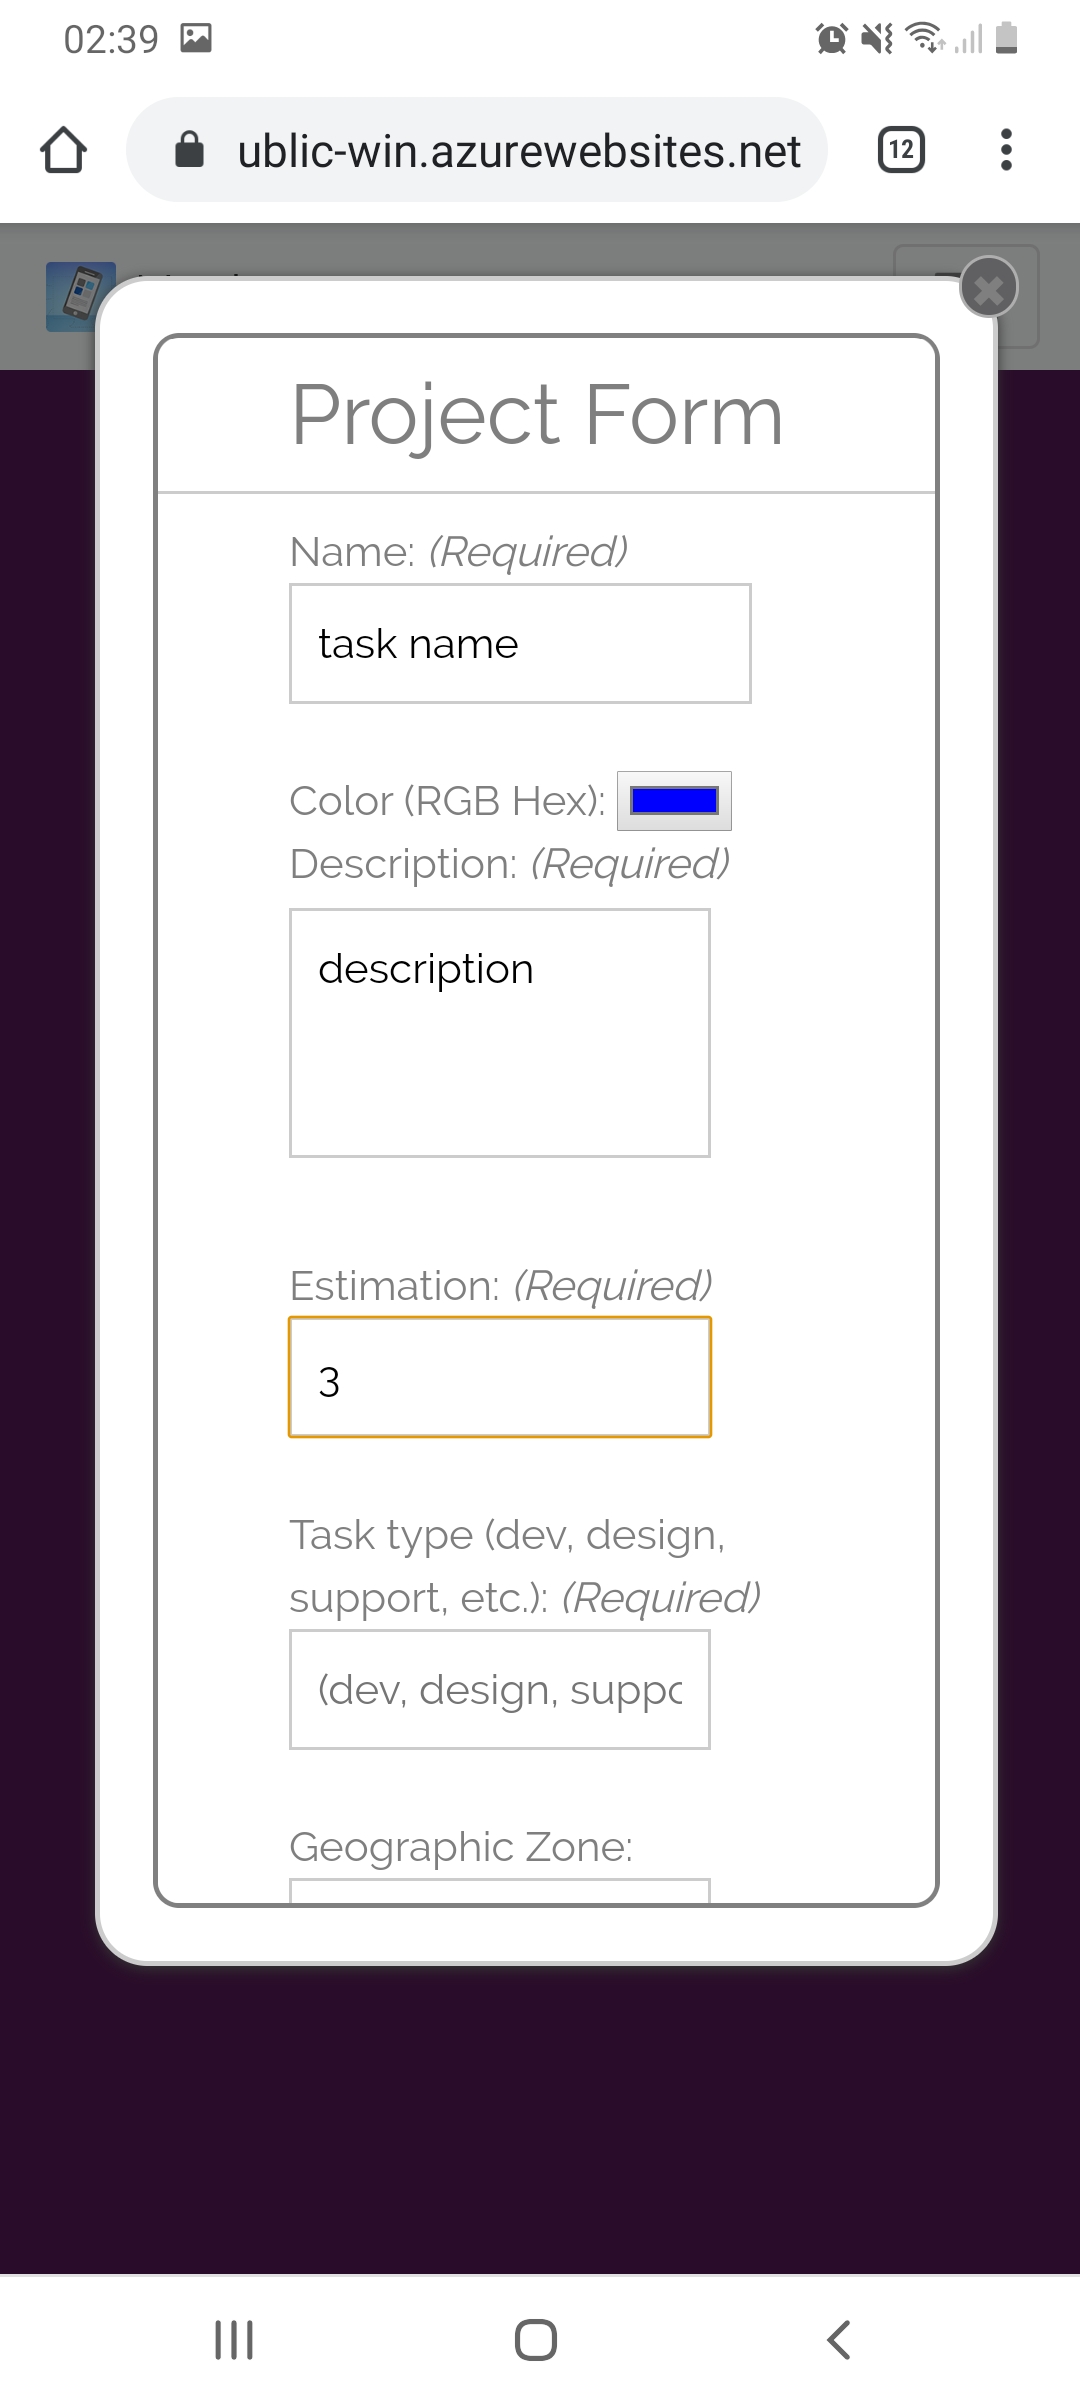 02:39
ublic-win.azurewebsites.net
12
Project Form
Name: (Required)
task name
Color (RGB Hex):
Description: (Required)
description
Estimation: (Required)
3
Task type (dev, design,
support, etc.): (Required)
(dev, design, suppo
Geographic Zone: